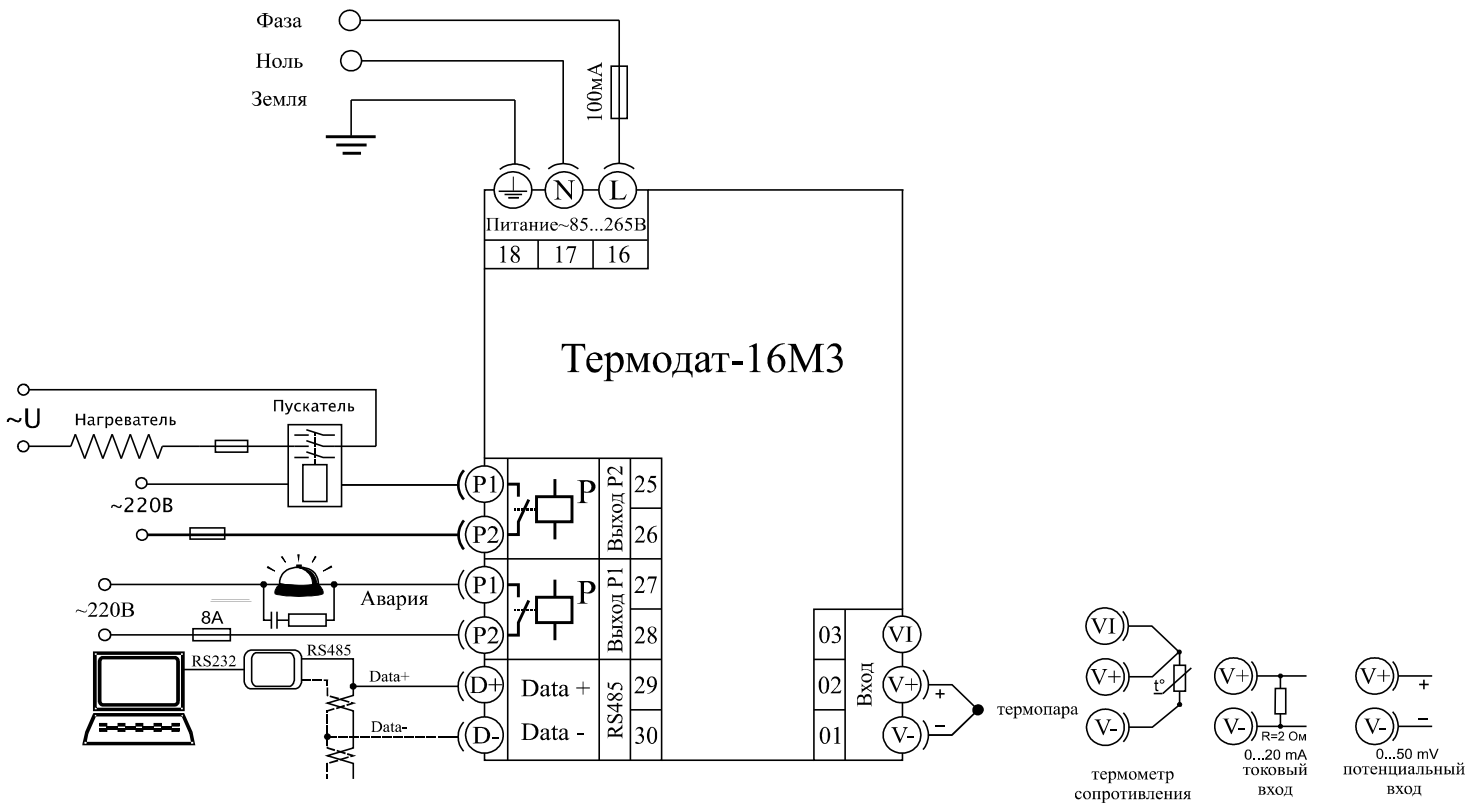 Фаза
Ноль
Земля
100мА
N L
Питание~85...265В
18 17 16
Термодат-16М3
~U
Нагреватель
Пускатель
~220В
P1
P2
Р
Выход Р2
25
26
~220В
Авария
8А
P1
P2
Р
Выход Р1
27
28
RS232
RS485
Data+
Data-
D+
D-
Data +
Data -
RS485
29
30
03
02
01
Вход
VI
V+
V-
+
–
термопара
VI
V+
V-
t°
термометр
сопротивления
V+
V-
R=2 Ом
0...20 mA
токовый
вход
V+
V-
+
–
0...50 mV
потенциальный
вход